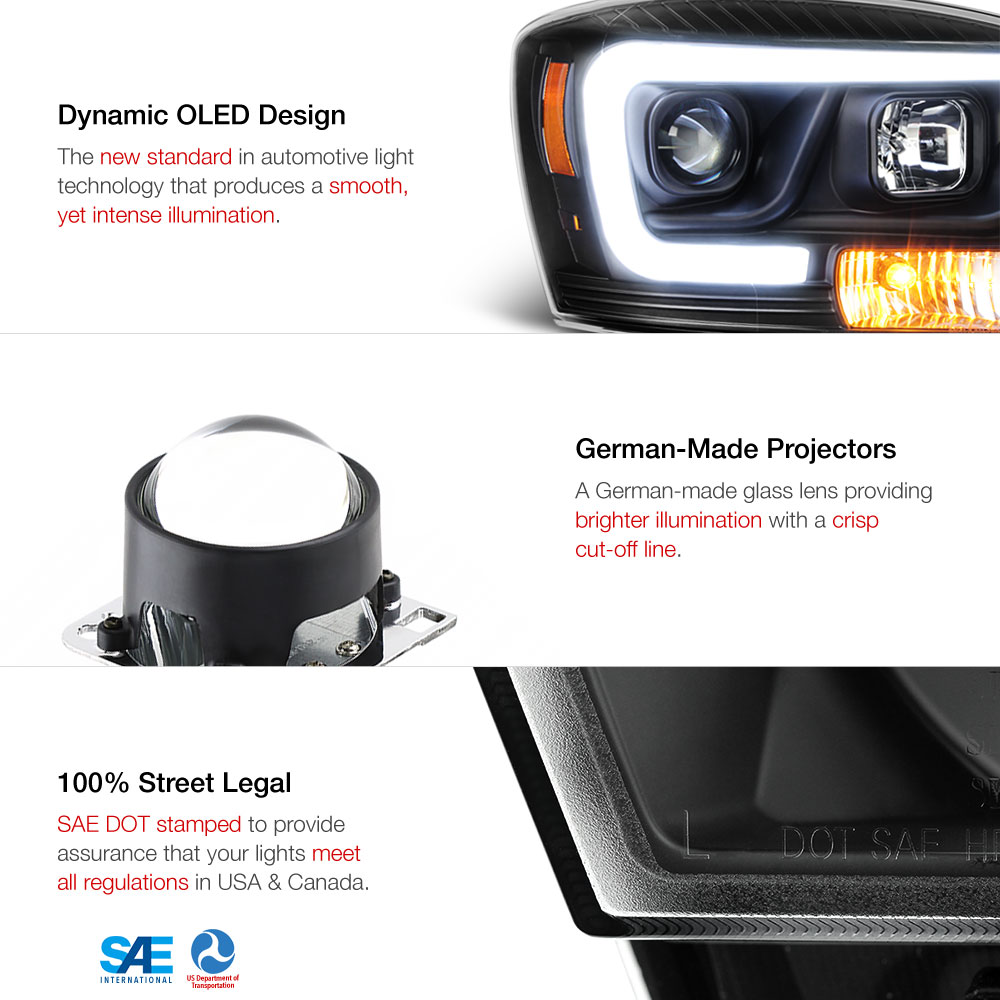 Dynamic OLED Design
The new standard in automotive light
technology that produces a smooth,
yet intense illumination.
German-Made Projectors
A German-made glass lens providing
brighter illumination with a crisp
cut-off line.
100% Street Legal
SAE DOT stamped to provide
assurance that your lights meet
all regulations in USA & Canada.
L DOT SAE
SAE
INTERNATIONAL
US Department of
Transportation